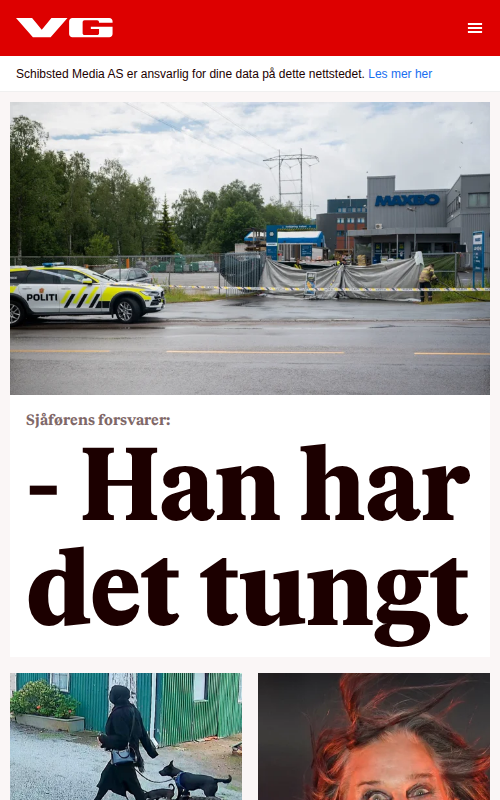 VG
Schibsted Media AS er ansvarlig for dine data på dette nettstedet. Les mer her
MAXBO
POLITI
Sjåførens forsvarer:
- Han har
det tungt